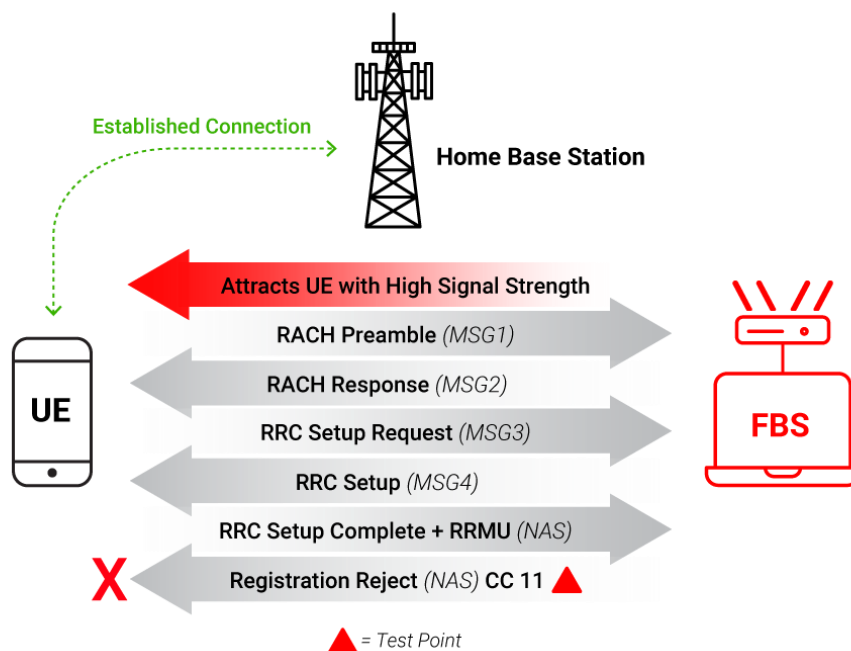 Established Connection
Home Base Station
Attracts UE with High Signal Strength
RACH Preamble (MSG1)
RACH Response (MSG2)
UE
FBS
RRC Setup Request (MSG3)
RRC Setup (MSG4)
RRC Setup Complete + RRMU (NAS)
X
Registration Reject (NAS) CC 11
= Test Point